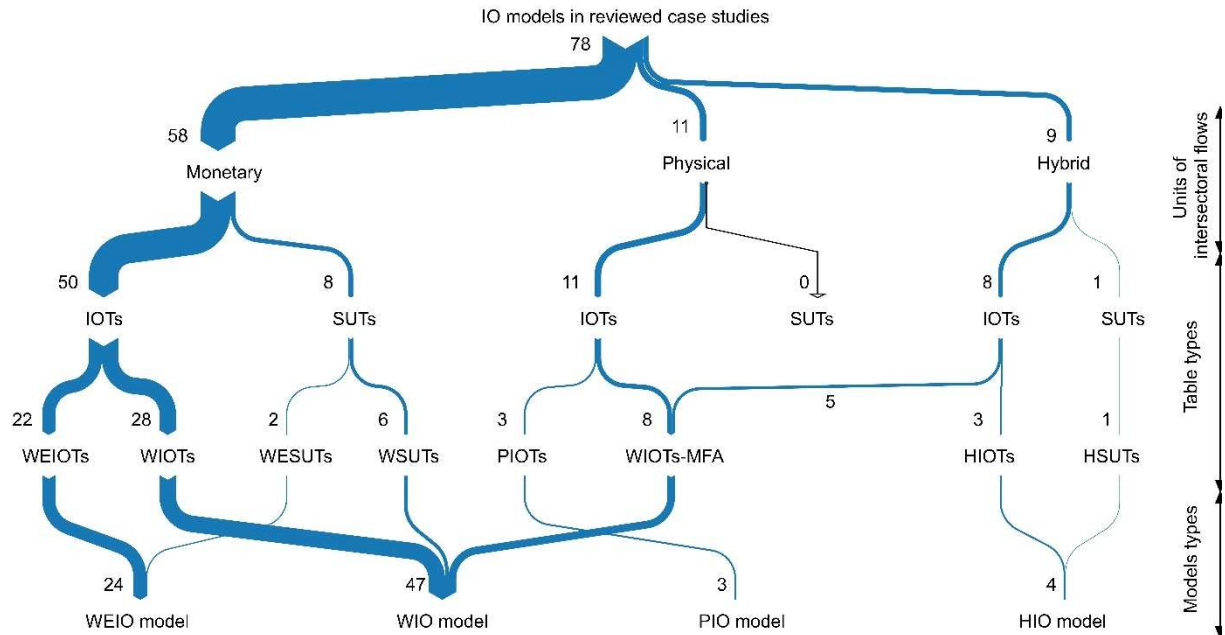 IO models in reviewed case studies
78
58
11
9
Monetary
Physical
Hybrid
50
8
11
0
8
1
IOTs
SUTs
IOTs
SUTs
IOTs
SUTs
5
22
28
2
6
3
8
3
1
WEIOTs
WIOTs
WESUTs
WSUTs
PIOTs
WIOTs-MFA
HIOTs
HSUTs
24
47
3
4
WEIO model
WIO model
PIO model
HIO model
Units of
intersectoral flows
Table types
Models types